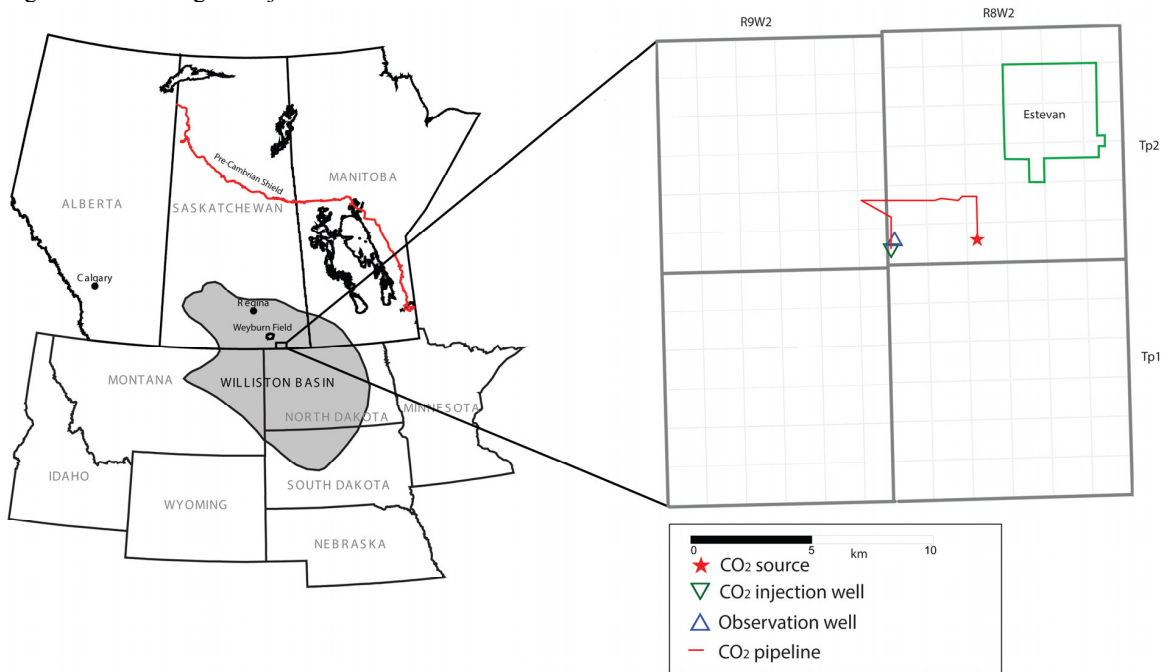 R9W2
R8W2
Estevan
Tp2
Pre-Cambrian Shield
MANITOBA
ALBERTA
SASKATCHEWAN
Calgary
Regina
Weyburn Field
Tp1
MONTANA
WILLISTON BASIN
NORTH DAKOTA
MINNESOTA
IDAHO
SOUTH DAKOTA
WYOMING
NEBRASKA
0 5 10
km
CO2 source
CO2 injection well
Observation well
CO2 pipeline